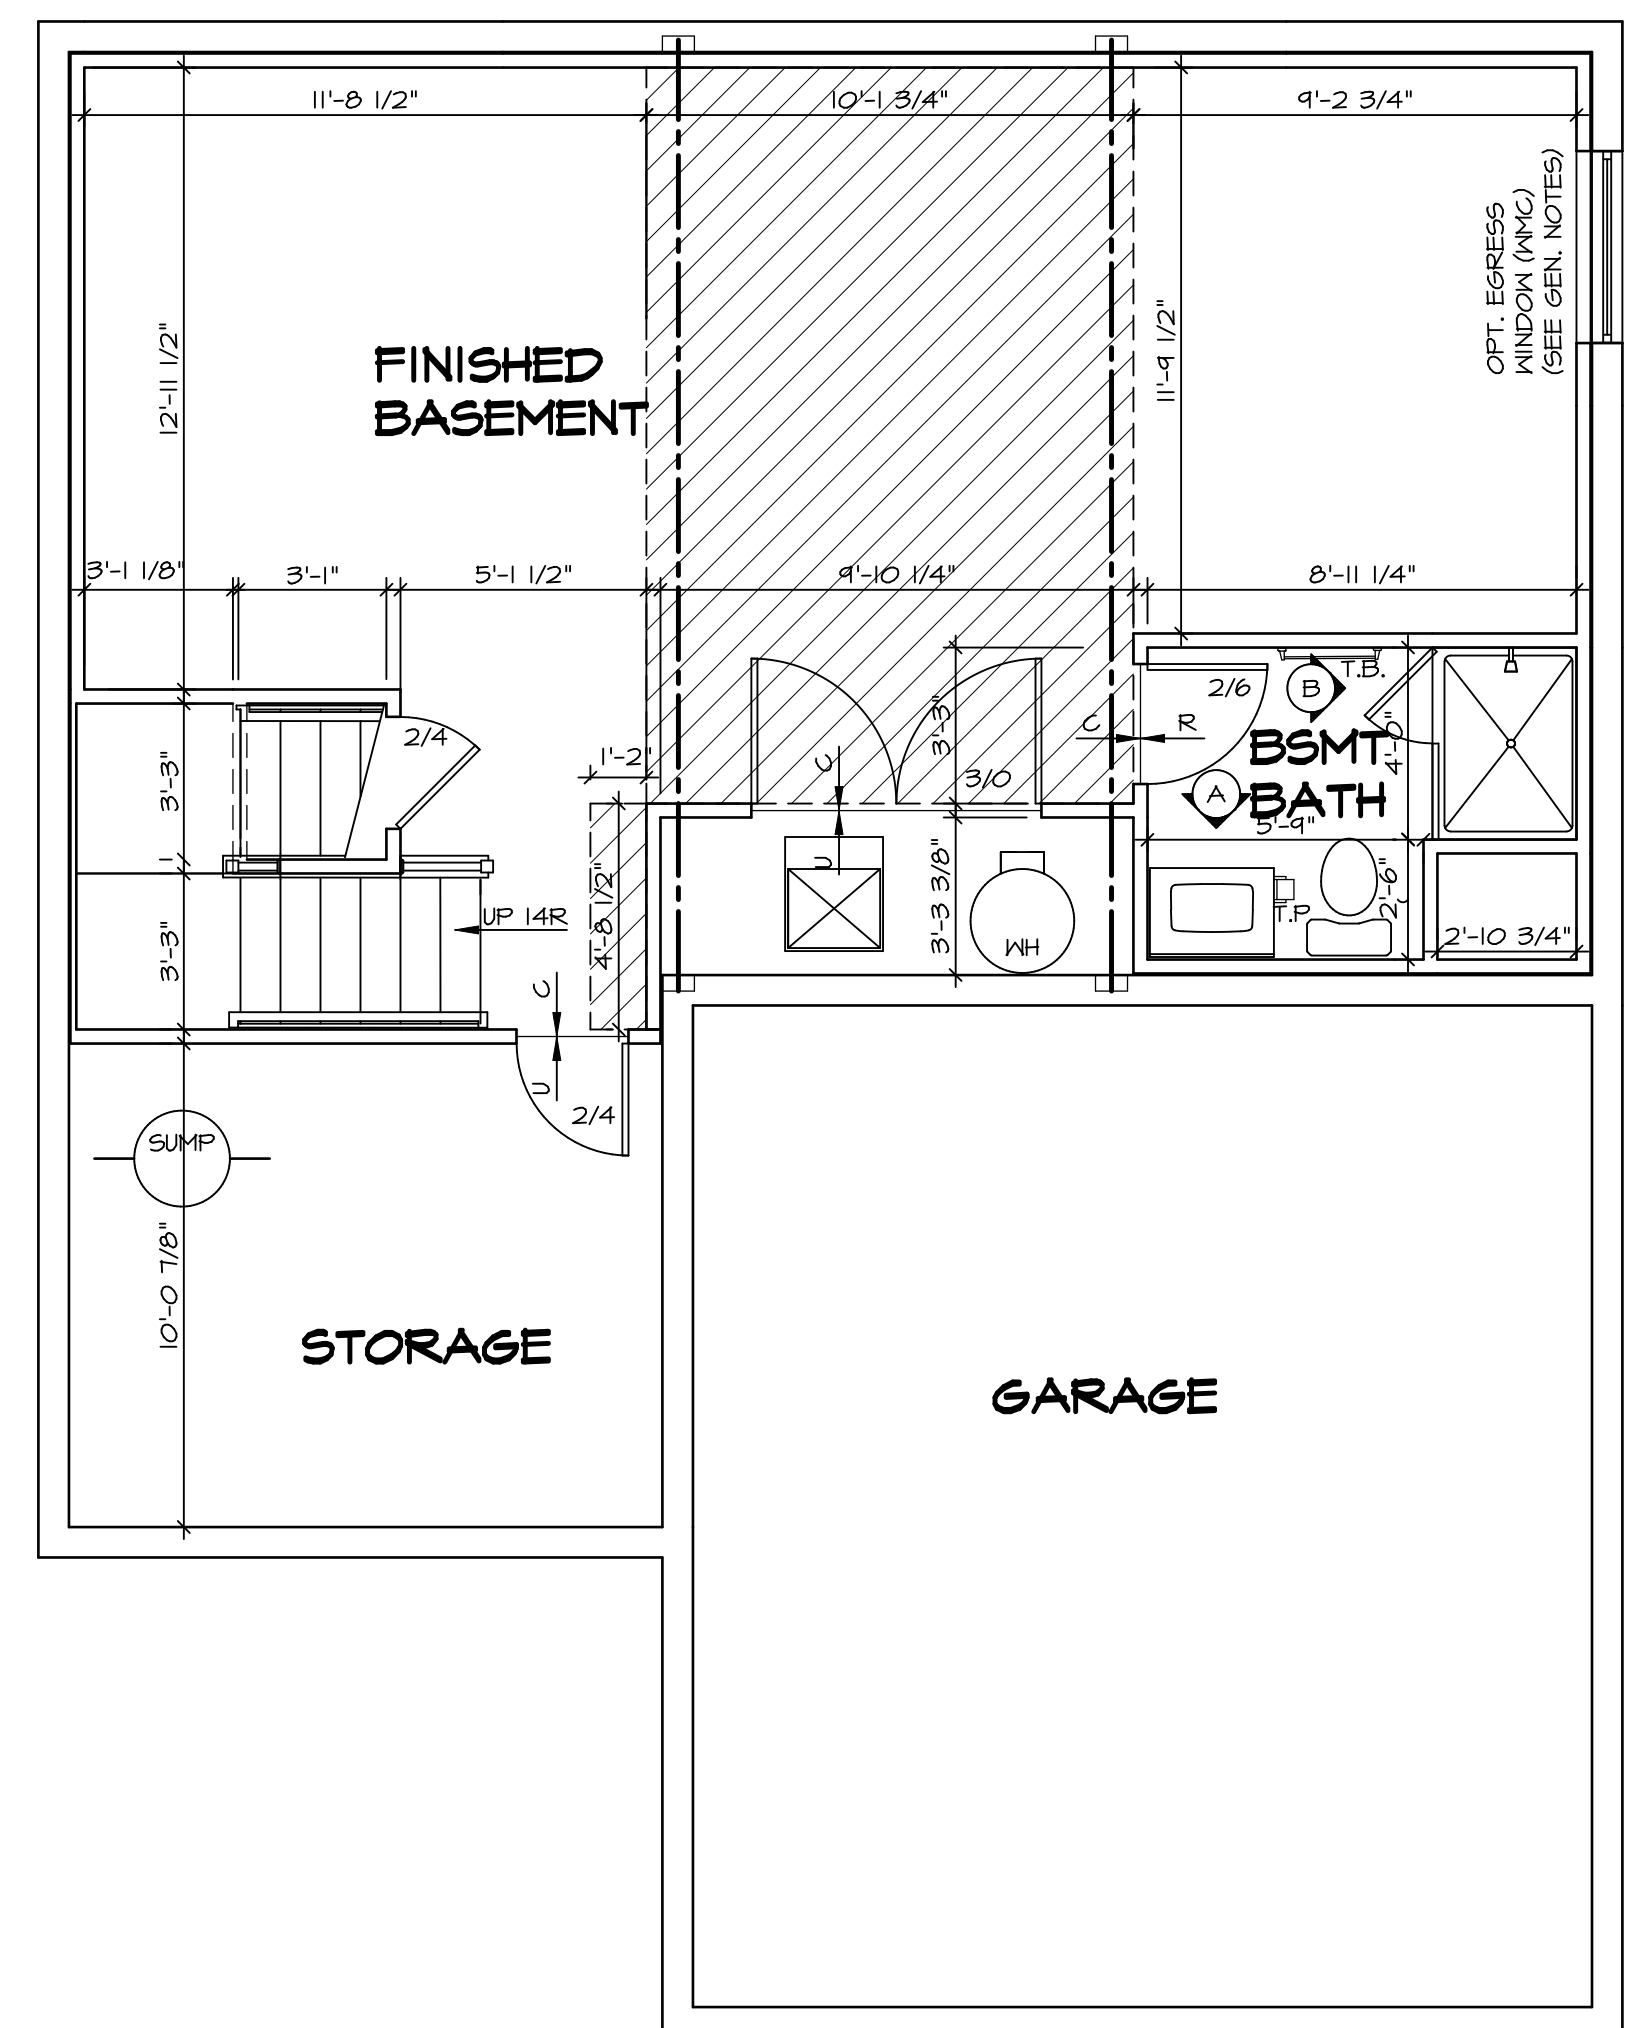 11'-8 1/2"
10'-1 3/4"
9'-2 3/4"
OPT. EGRESS
WINDOW (WMC)
(SEE GEN. NOTES)
12'-11 1/2"
11'-9 1/2"
FINISHED
BASEMENT
3'-1 1/8"
3'-1"
5'-1 1/2"
9'-10 1/4"
8'-11 1/4"
2/4
3'-3"
1'-2"
C
U
3'-3"
3/0
C
R
2/6
B
T.B.
4'-0"
BSMT
BATH
A
5'-9"
3'-3"
UP 14R
4'-8 1/2"
3'-3 3/8"
WH
T.P
2'-6"
2'-10 3/4"
C
U
2/4
SUMP
10'-0 7/8"
STORAGE
GARAGE